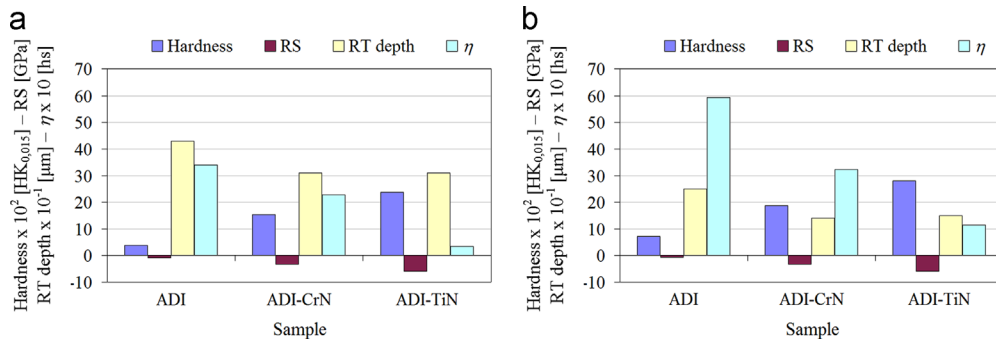 a
Hardness RS RT depth η
Hardness x 10² [HK0,015] – RS [GPa]
RT depth x 10⁻¹ [µm] – η x 10 [hs]
70
60
50
40
30
20
10
0
-10
ADI ADI-CrN ADI-TiN
Sample
b
Hardness RS RT depth η
Hardness x 10² [HK0,015] – RS [GPa]
RT depth x 10⁻¹ [µm] – η x 10 [hs]
70
60
50
40
30
20
10
0
-10
ADI ADI-CrN ADI-TiN
Sample